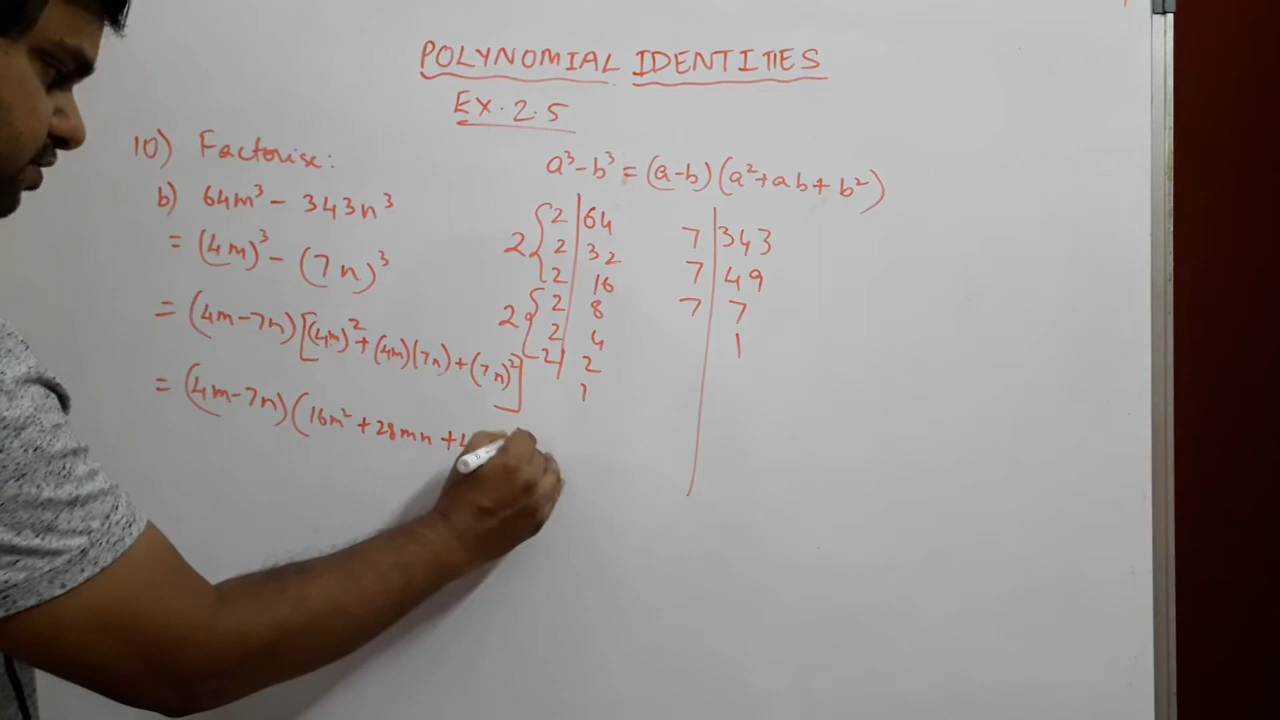 POLYNOMIAL IDENTITIES
EX. 2.5
10) Factorise:
a³-b³ = (a-b)(a²+ab+b²)
b) 64m³ - 343n³
= (4m)³ - (7n)³
= (4m-7n)[(4m)²+(4m)(7n)+(7n)²]
= (4m-7n)(16m²+28mn+4
2 | 64
2 | 32
2 | 16
2 | 8
2 | 4
2 | 2
1
2
2
7 | 343
7 | 49
7 | 7
1